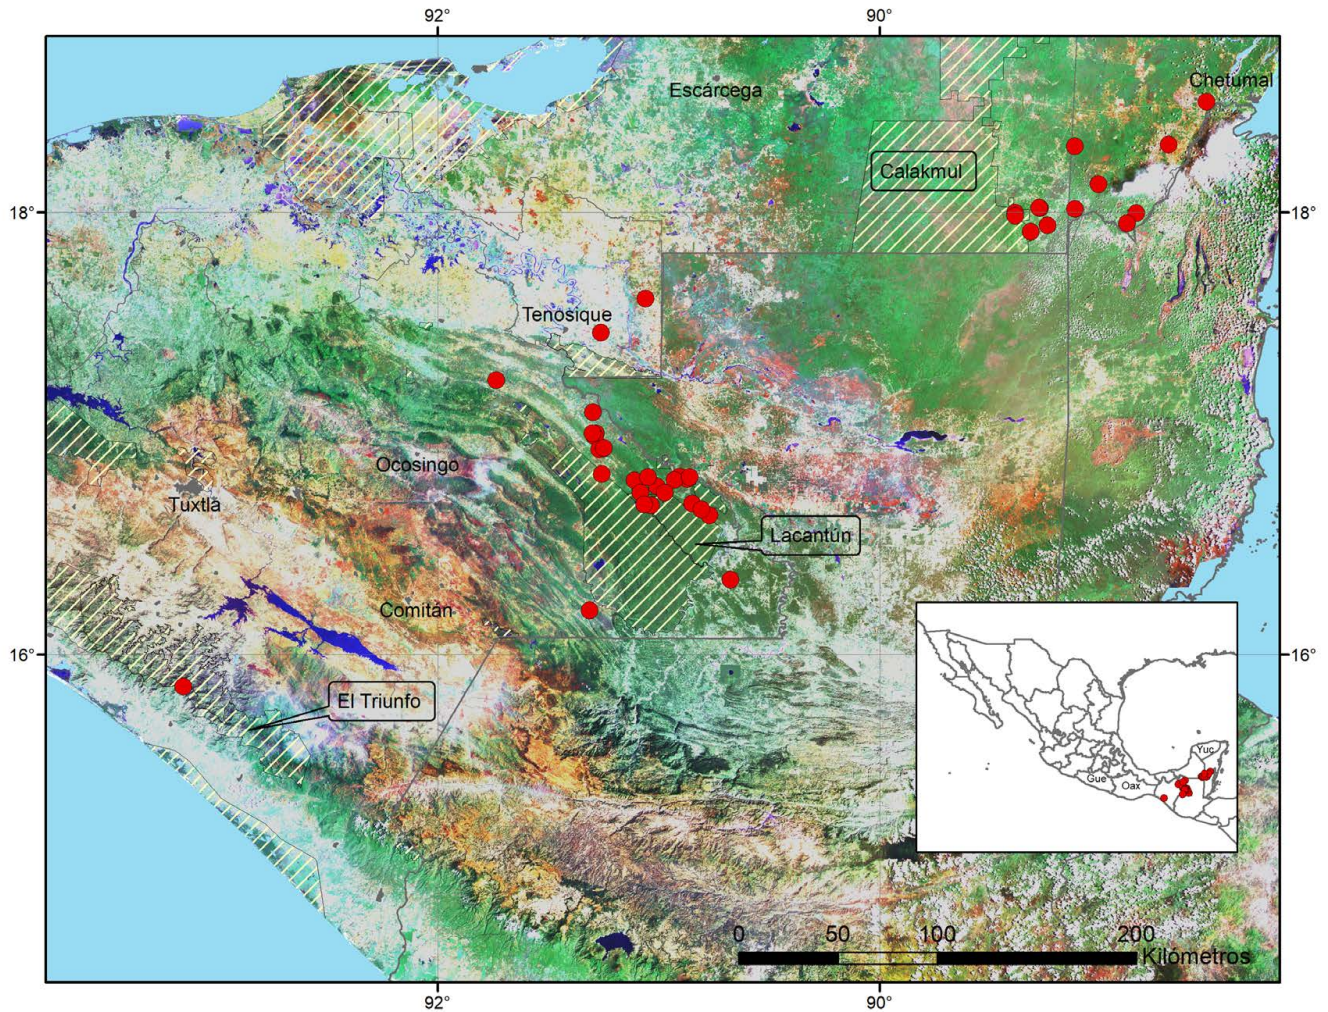 92°
90°
Escárcega
Chetumal
Calakmul
18°
18°
Tenosique
Ocosingo
Tuxtla
Lacantún
Comitán
16°
16°
El Triunfo
Yuc
Gue
Oax
0
50
100
200
Kilómetros
92°
90°